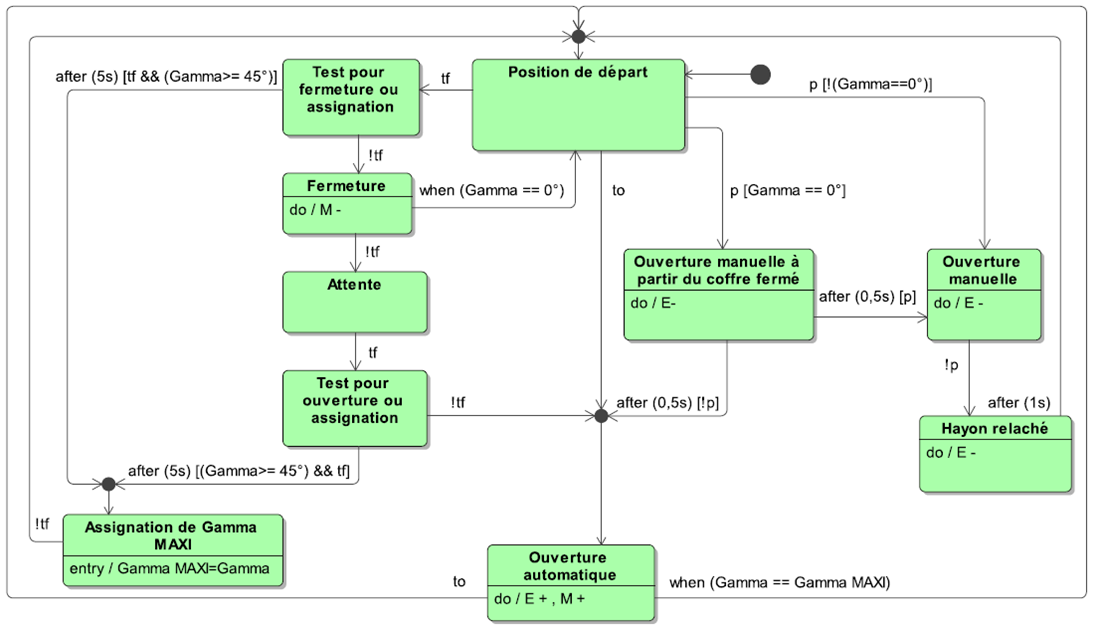 after (5s) [tf && (Gamma>= 45°)]
Test pour
fermeture ou
assignation
tf
Position de départ
p [!(Gamma==0°)]
!tf
Fermeture
do / M -
when (Gamma == 0°)
to
p [Gamma == 0°]
!tf
Attente
Ouverture manuelle à
partir du coffre fermé
do / E-
after (0,5s) [p]
Ouverture
manuelle
do / E -
tf
Test pour
ouverture ou
assignation
!tf
after (0,5s) [!p]
!p
after (1s)
Hayon relaché
do / E -
after (5s) [(Gamma>= 45°) && tf]
!tf
Assignation de Gamma
MAXI
entry / Gamma MAXI=Gamma
to
Ouverture
automatique
do / E + , M +
when (Gamma == Gamma MAXI)